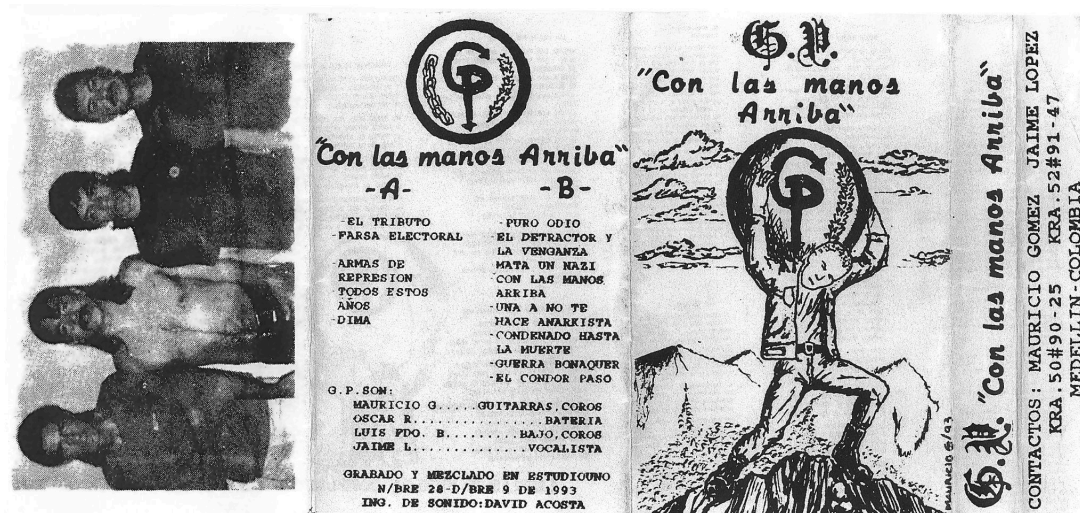 GP
"Con las manos Arriba"
-A-
-EL TRIBUTO
-FARSA ELECTORAL
-ARMAS DE
REPRESION
TODOS ESTOS
AÑOS
-DIMA
-B-
-PURO ODIO
-EL DETRACTOR Y
LA VENGANZA
MATA UN NAZI
-CON LAS MANOS
ARRIBA
-UNA A NO TE
HACE ANARKISTA
-CONDENADO HASTA
LA MUERTE
-GUERRA BONAQUER
-EL CONDOR PASO
G.P.SON:
MAURICIO G.....GUITARRAS,COROS
OSCAR R...............BATERIA
LUIS FDO. B.........BAJO,COROS
JAIME L.............VOCALISTA
GRABADO Y MEZCLADO EN ESTUDIOUNO
N/BRE 28-D/BRE 9 DE 1993
ING. DE SONIDO:DAVID ACOSTA
G.P.
"Con las manos
Arriba"
GP
MAURICIO G/93
G.P. "Con las manos Arriba"
CONTACTOS: MAURICIO GOMEZ JAIME LOPEZ
KRA.50#90-25 KRA.52#91-47
MEDELLIN-COLOMBIA